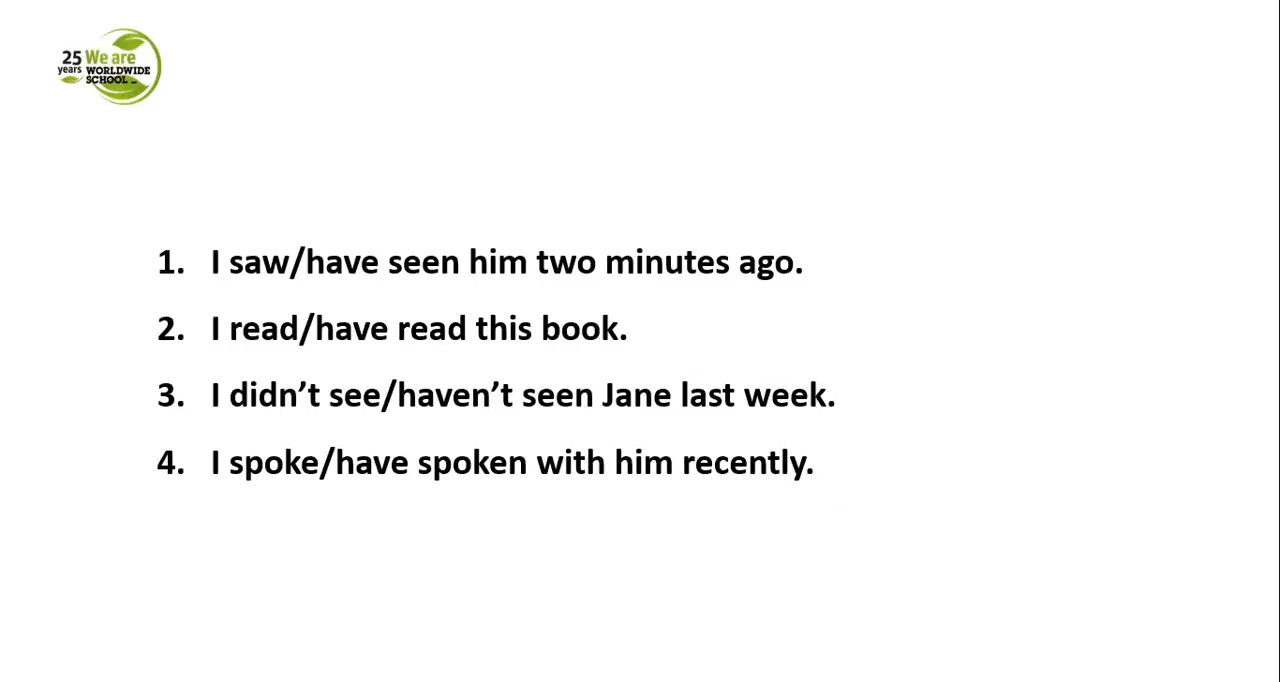 25 We are
years WORLDWIDE
SCHOOL
1. I saw/have seen him two minutes ago.
2. I read/have read this book.
3. I didn’t see/haven’t seen Jane last week.
4. I spoke/have spoken with him recently.